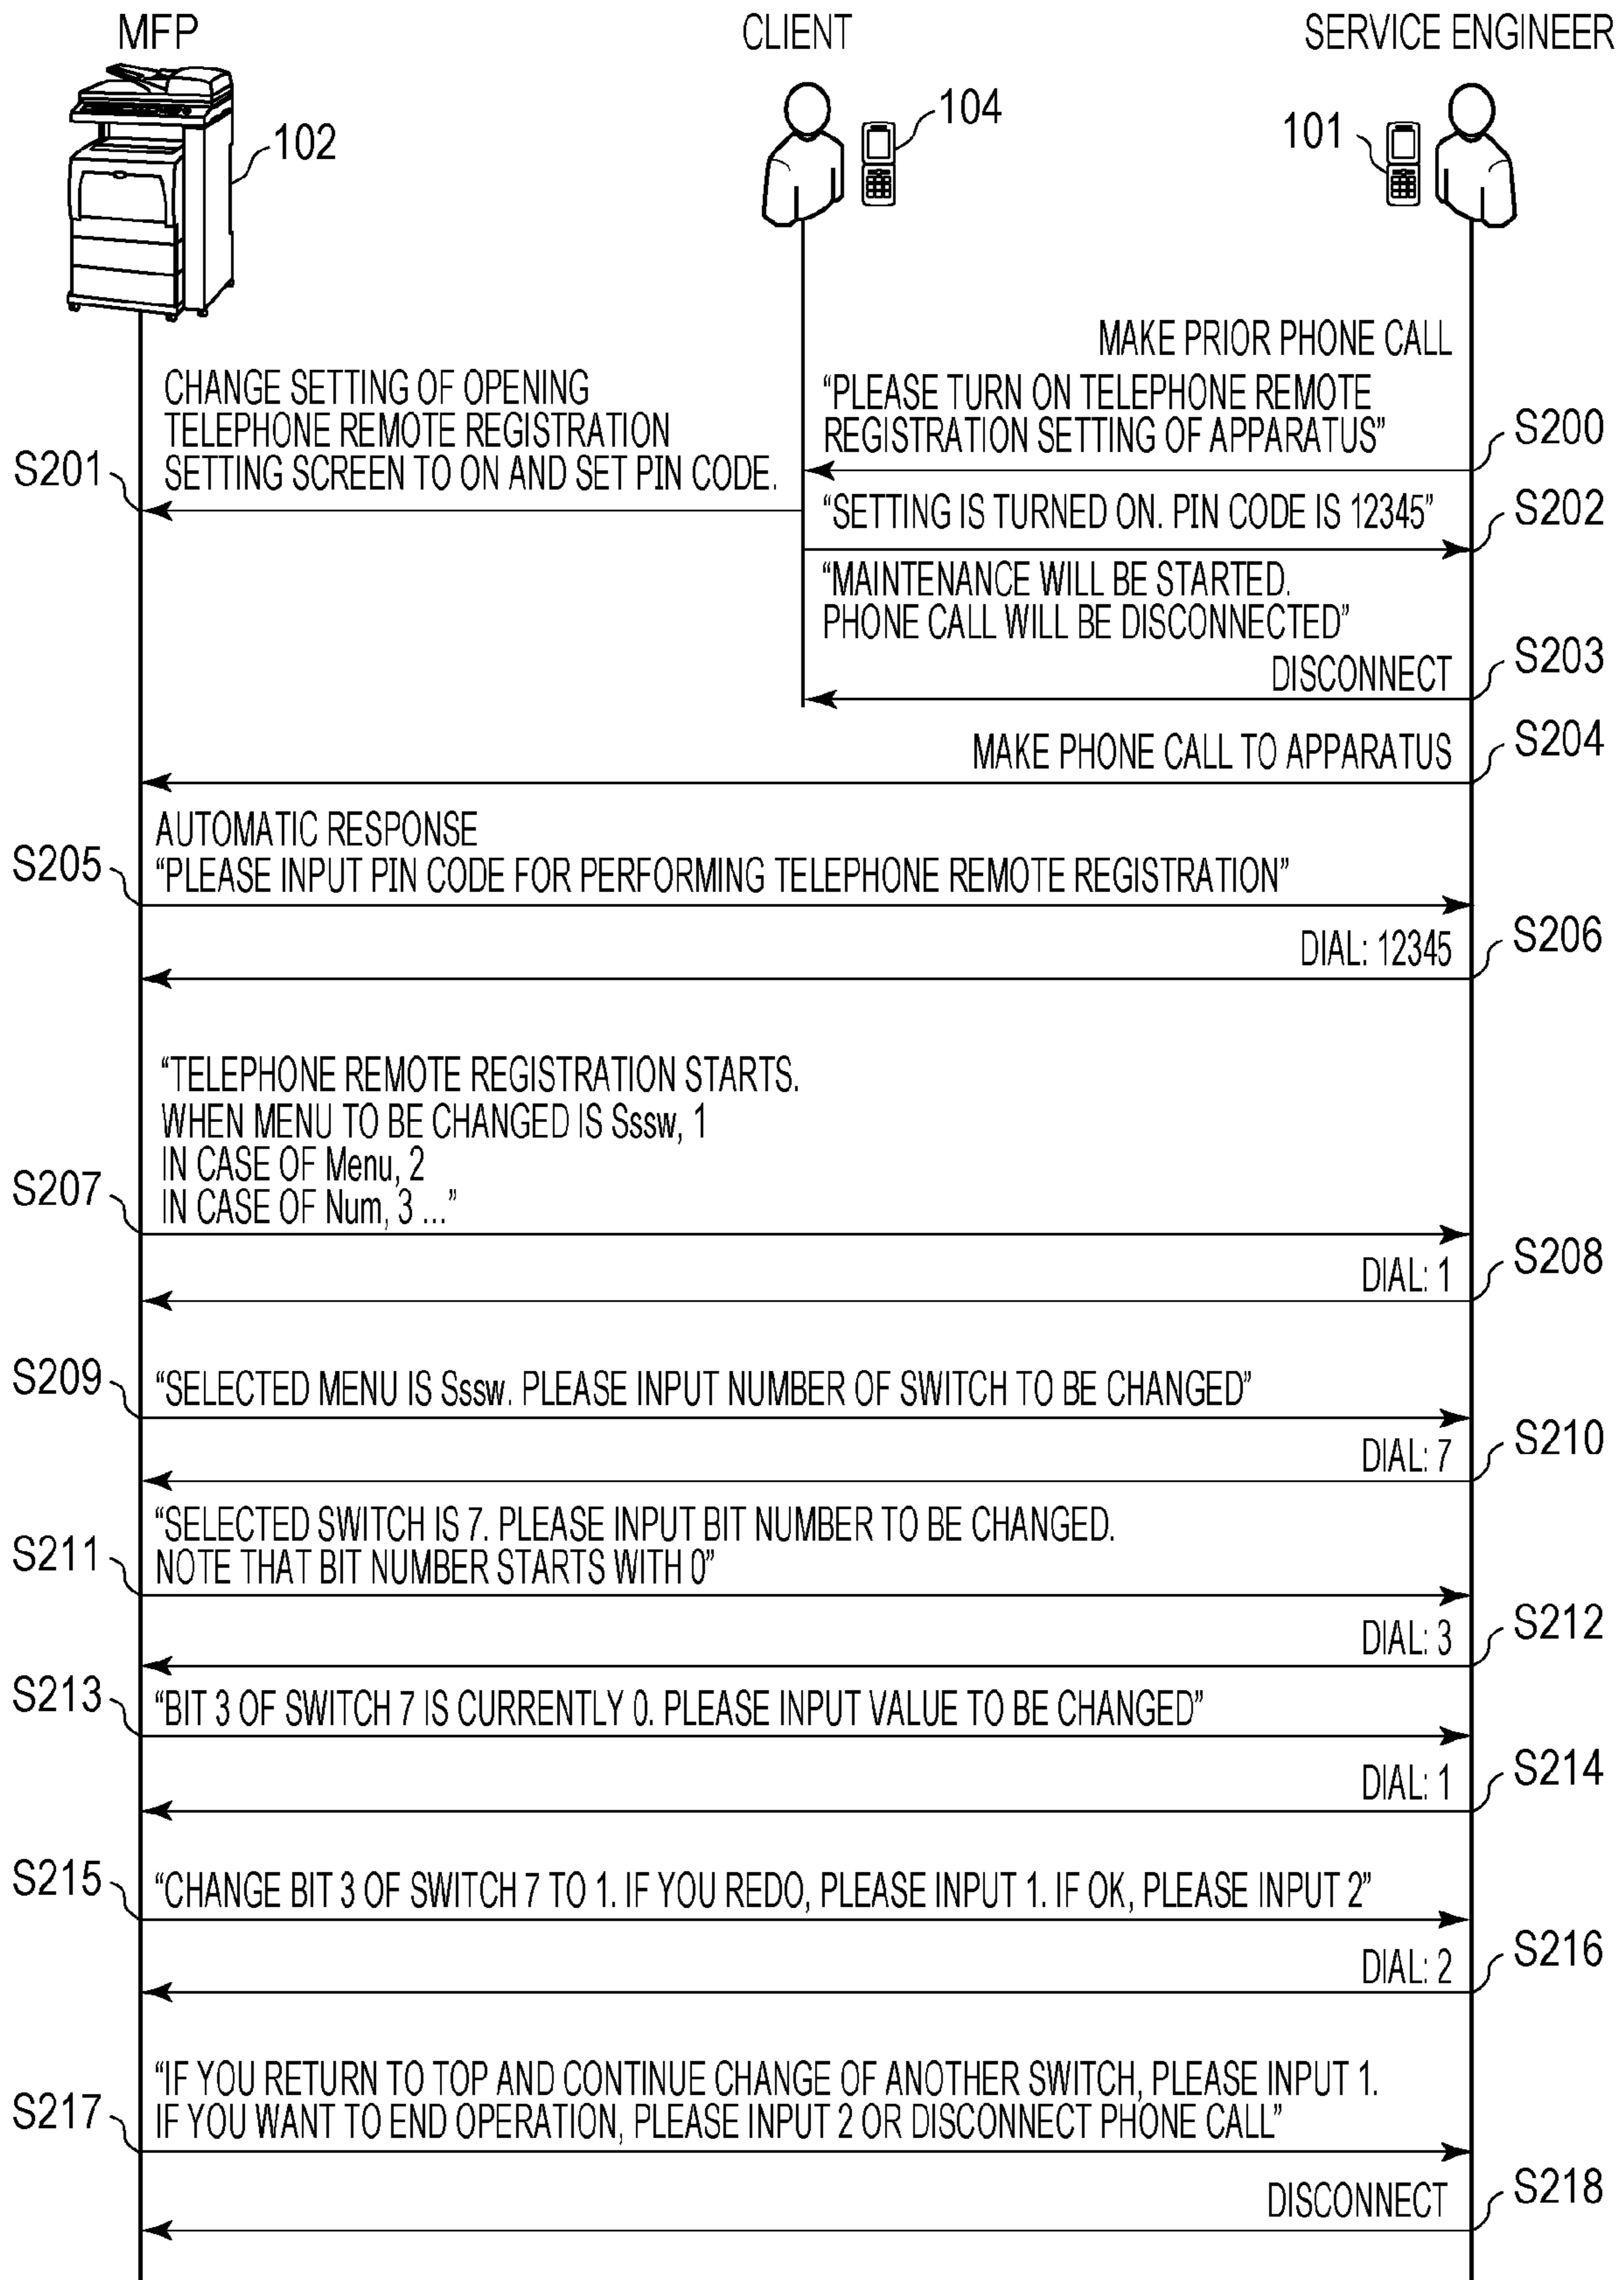 MFP
CLIENT
SERVICE ENGINEER
102
104
101
MAKE PRIOR PHONE CALL
“PLEASE TURN ON TELEPHONE REMOTE
REGISTRATION SETTING OF APPARATUS”
S200
CHANGE SETTING OF OPENING
TELEPHONE REMOTE REGISTRATION
SETTING SCREEN TO ON AND SET PIN CODE.
S201
“SETTING IS TURNED ON. PIN CODE IS 12345”
S202
“MAINTENANCE WILL BE STARTED.
PHONE CALL WILL BE DISCONNECTED”
DISCONNECT
S203
MAKE PHONE CALL TO APPARATUS
S204
AUTOMATIC RESPONSE
“PLEASE INPUT PIN CODE FOR PERFORMING TELEPHONE REMOTE REGISTRATION”
S205
DIAL: 12345
S206
“TELEPHONE REMOTE REGISTRATION STARTS.
WHEN MENU TO BE CHANGED IS Sssw, 1
IN CASE OF Menu, 2
IN CASE OF Num, 3 ...”
S207
DIAL: 1
S208
S209
“SELECTED MENU IS Sssw. PLEASE INPUT NUMBER OF SWITCH TO BE CHANGED”
DIAL: 7
S210
“SELECTED SWITCH IS 7. PLEASE INPUT BIT NUMBER TO BE CHANGED.
NOTE THAT BIT NUMBER STARTS WITH 0”
S211
DIAL: 3
S212
S213
“BIT 3 OF SWITCH 7 IS CURRENTLY 0. PLEASE INPUT VALUE TO BE CHANGED”
DIAL: 1
S214
S215
“CHANGE BIT 3 OF SWITCH 7 TO 1. IF YOU REDO, PLEASE INPUT 1. IF OK, PLEASE INPUT 2”
DIAL: 2
S216
“IF YOU RETURN TO TOP AND CONTINUE CHANGE OF ANOTHER SWITCH, PLEASE INPUT 1.
IF YOU WANT TO END OPERATION, PLEASE INPUT 2 OR DISCONNECT PHONE CALL”
S217
DISCONNECT
S218